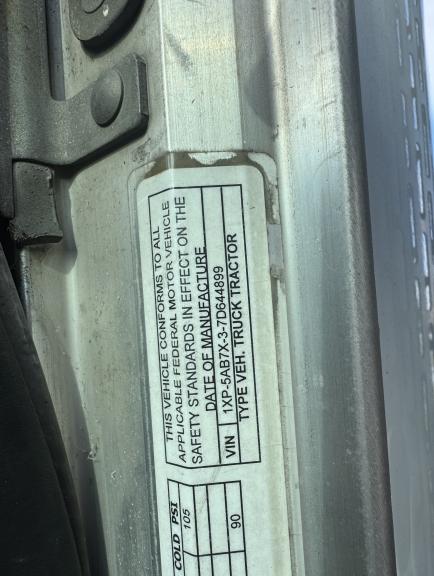 THIS VEHICLE CONFORMS TO ALL
APPLICABLE FEDERAL MOTOR VEHICLE
SAFETY STANDARDS IN EFFECT ON THE
DATE OF MANUFACTURE
VIN 1XP-5AB7X-3-7D644899
TYPE VEH. TRUCK TRACTOR
COLD PSI
105
90